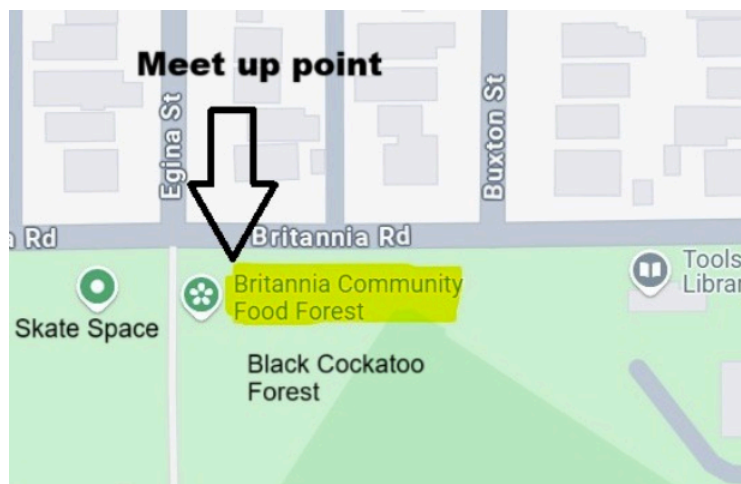 Meet up point
Egina St
Buxton St
Rd
Britannia Rd
Britannia Community
Food Forest
Tools
Skate Space
Black Cockatoo
Forest